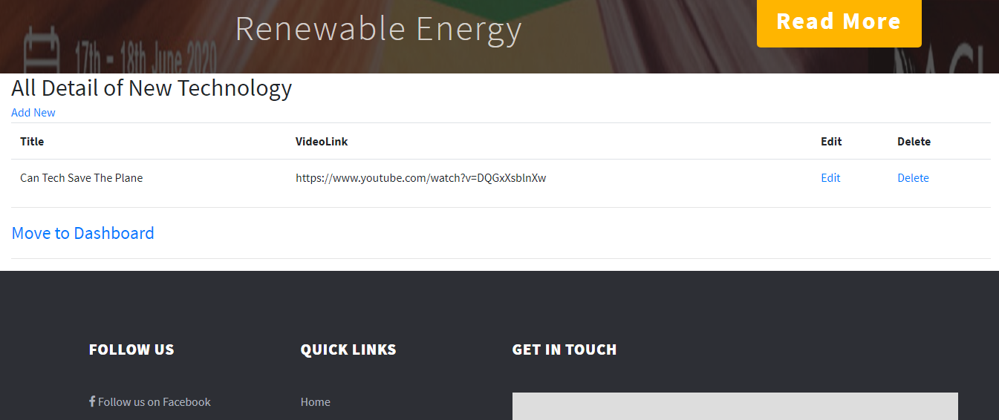 Renewable Energy
Read More
17th - 18th June 2020
All Detail of New Technology
Add New
Title VideoLink Edit Delete
Can Tech Save The Plane https://www.youtube.com/watch?v=DQGxXsbInXw Edit Delete
Move to Dashboard
FOLLOW US QUICK LINKS GET IN TOUCH
Follow us on Facebook Home